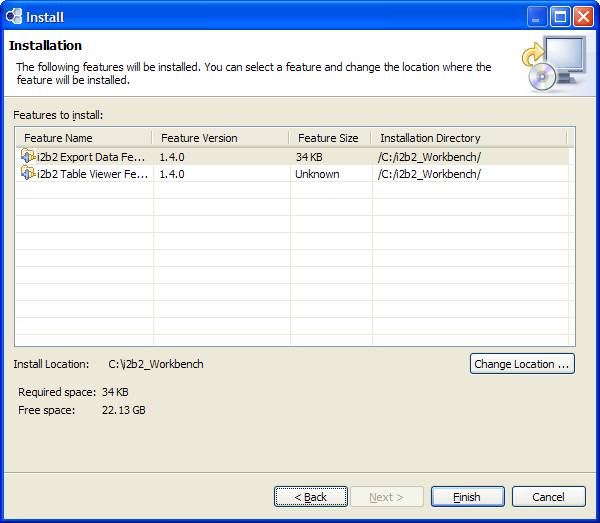 Install
Installation
The following features will be installed. You can select a feature and change the location where the
feature will be installed.
Features to install:
Feature Name Feature Version Feature Size Installation Directory
i2b2 Export Data Fe... 1.4.0 34 KB /C:/i2b2_Workbench/
i2b2 Table Viewer Fe... 1.4.0 Unknown /C:/i2b2_Workbench/
Install Location: C:\i2b2_Workbench Change Location ...
Required space: 34 KB
Free space: 22.13 GB
< Back Next > Finish Cancel